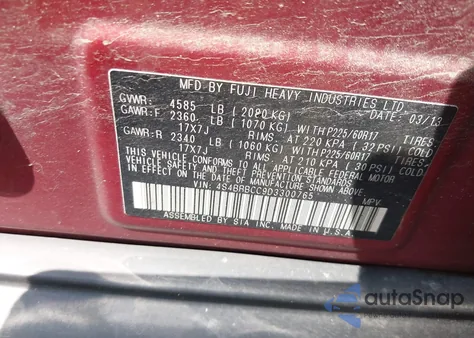 MFD BY FUJI HEAVY INDUSTRIES LTD. DATE: 03/13
GVWR: 4585 LB (2080 KG)
GAWR:F 2360 LB (1070 KG) WITH P225/60R17 TIRES
17X7J RIMS AT 220 KPA (32 PSI) COLD.
GAWR:R 2340 LB (1060 KG) WITH P225/60R17 TIRES
17X7J RIMS AT 210 KPA (30 PSI) COLD.
THIS VEHICLE CONFORMS TO ALL APPLICABLE FEDERAL MOTOR
VEHICLE SAFETY AND THEFT PREVENTION STANDARDS
IN EFFECT ON THE DATE OF MANUFACTURE SHOWN ABOVE.
VIN: 4S4BRBCC9D3300765 MPV
ASSEMBLED BY SIA INC. MADE IN U.S.A.
autoSnap